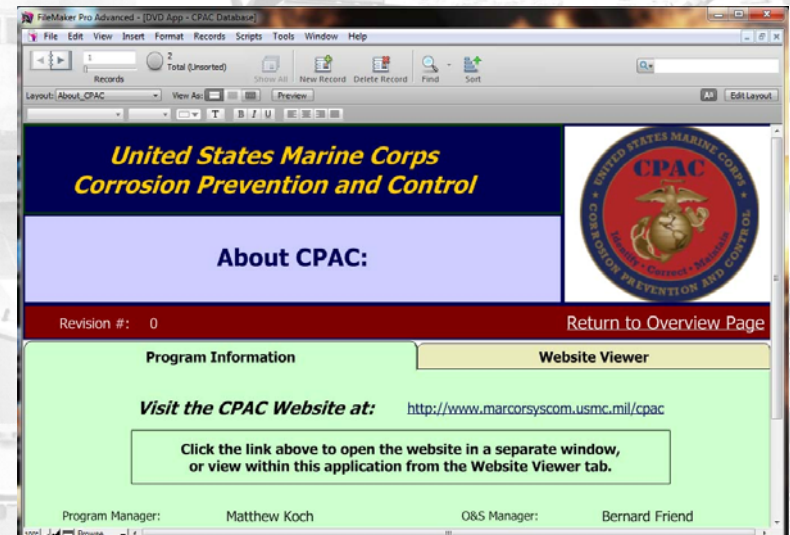 FileMaker Pro Advanced - [DVD App - CPAC Database]
File Edit View Insert Format Records Scripts Tools Window Help
1
2
Total (Unsorted)
Records
Show All New Record Delete Record Find Sort
Layout: About_CPAC View As: Preview Aa Edit Layout
B I U
United States Marine Corps
Corrosion Prevention and Control
UNITED STATES MARINE CORPS
CPAC
Identify • Correct • Maintain
CORROSION PREVENTION AND CONTROL
About CPAC:
Revision #: 0
Return to Overview Page
Program Information
Website Viewer
Visit the CPAC Website at: http://www.marcorsyscom.usmc.mil/cpac
Click the link above to open the website in a separate window,
or view within this application from the Website Viewer tab.
Program Manager: Matthew Koch O&S Manager: Bernard Friend
100 Browse